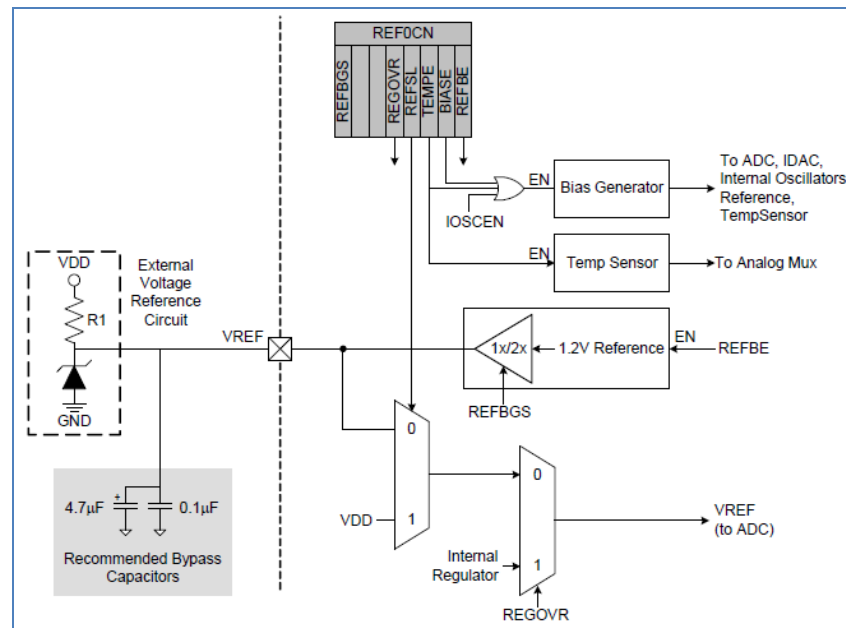 REF0CN
REFBGS
REGOVR
REFSL
TEMPE
BIASE
REFBE
EN
Bias Generator
To ADC, IDAC,
Internal Oscillators
Reference,
TempSensor
IOSCEN
EN
Temp Sensor
To Analog Mux
VDD
R1
GND
External
Voltage
Reference
Circuit
VREF
1x/2x
1.2V Reference
EN
REFBE
REFBGS
0
1
VDD
0
1
Internal
Regulator
REGOVR
VREF
(to ADC)
4.7µF
+
0.1µF
Recommended Bypass
Capacitors